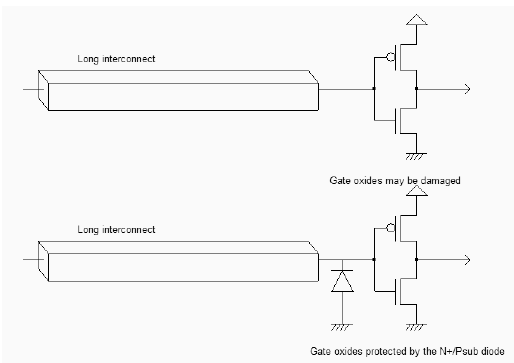 Long interconnect
Gate oxides may be damaged
Long interconnect
Gate oxides protected by the N+/Psub diode